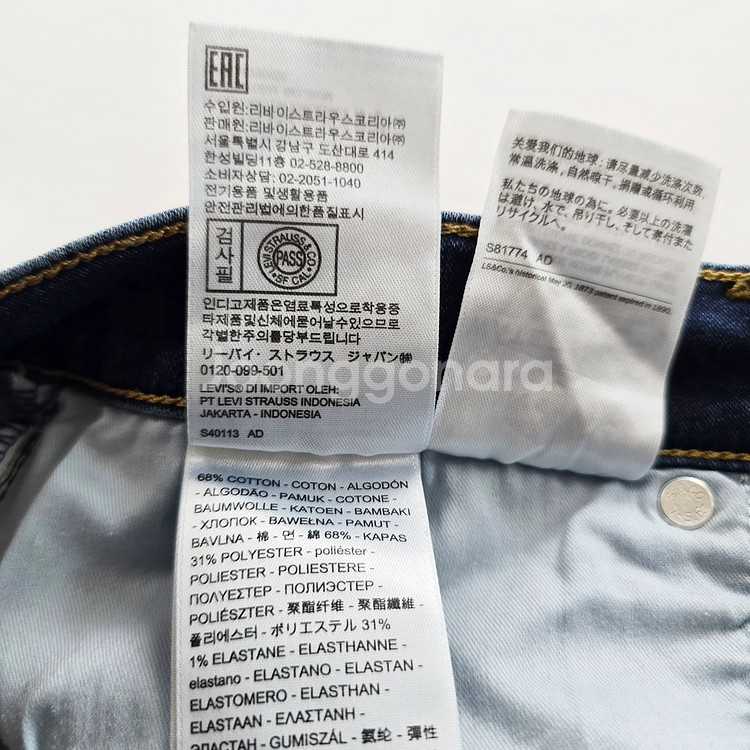 EAC
수입원:리바이스트라우스코리아㈜
판매원:리바이스트라우스코리아㈜
서울특별시 강남구 도산대로 414
한성빌딩11층 02-528-8800
소비자상담: 02-2051-1040
전기용품 및생활용품
안전관리법에의한품질표시
검사필
LEVI STRAUSS & CO
PASS
SF CAL
인디고제품은염료특성으로착용중
타제품및신체에묻어날수있으므로
각별한주의를당부드립니다
リーバイ・ストラウス ジャパン㈱
0120-099-501
LEVI'S® DI IMPORT OLEH:
PT LEVI STRAUSS INDONESIA
JAKARTA - INDONESIA
S40113 AD
68% COTTON - COTON - ALGODÓN
- ALGODÃO - PAMUK - COTONE -
BAUMWOLLE - KATOEN - BAMBAKI
- ХЛОПОК - BAWEŁNA - PAMUT -
BAVLNA - 棉 - 면 - 綿 68% - KAPAS
31% POLYESTER - poliéster -
POLIESTER - POLIESTERE -
ΠΟΛΥΕΣΤΕΡ - ПОЛИЭСТЕР -
POLIÉSZTER - 聚酯纤维 - 聚酯纖維 -
폴리에스터 - ポリエステル 31%
1% ELASTANE - ELASTHANNE -
elastano - ELASTANO - ELASTAN -
ELASTOMERO - ELASTHAN -
ELASTAAN - ΕΛΑΣΤΑΝΗ -
ЭЛАСТАН - GUMISZÁL - 氨纶 - 彈性
关爱我们的地球: 请尽量减少洗涤次数,
常温洗涤, 自然晾干。捐赠或循环利用
私たちの地球の為に。必要以上の洗濯
は避け、水で、吊り干し、そして寄付また
リサイクルへ。
S81774 AD
LS&Co.'s historical Mar 20, 1873 patent expired in 1890.
onggonara